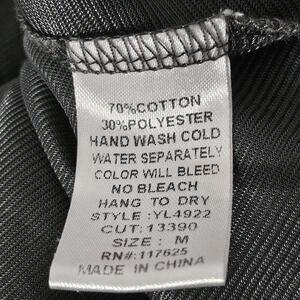 70%COTTON
30%POLYESTER
HAND WASH COLD
WATER SEPARATELY
COLOR WILL BLEED
NO BLEACH
HANG TO DRY
STYLE:YL4922
CUT:13390
SIZE: M
RN#:117625
MADE IN CHINA